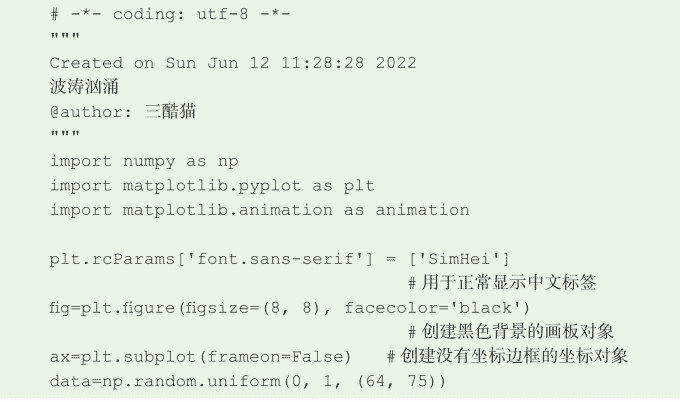 # -*- coding: utf-8 -*-
"""
Created on Sun Jun 12 11:28:28 2022
波涛汹涌
@author: 三酷猫
"""
import numpy as np
import matplotlib.pyplot as plt
import matplotlib.animation as animation
plt.rcParams['font.sans-serif'] = ['SimHei']
#用于正常显示中文标签
fig=plt.figure(figsize=(8, 8), facecolor='black')
#创建黑色背景的画板对象
ax=plt.subplot(frameon=False) #创建没有坐标边框的坐标对象
data=np.random.uniform(0, 1, (64, 75))